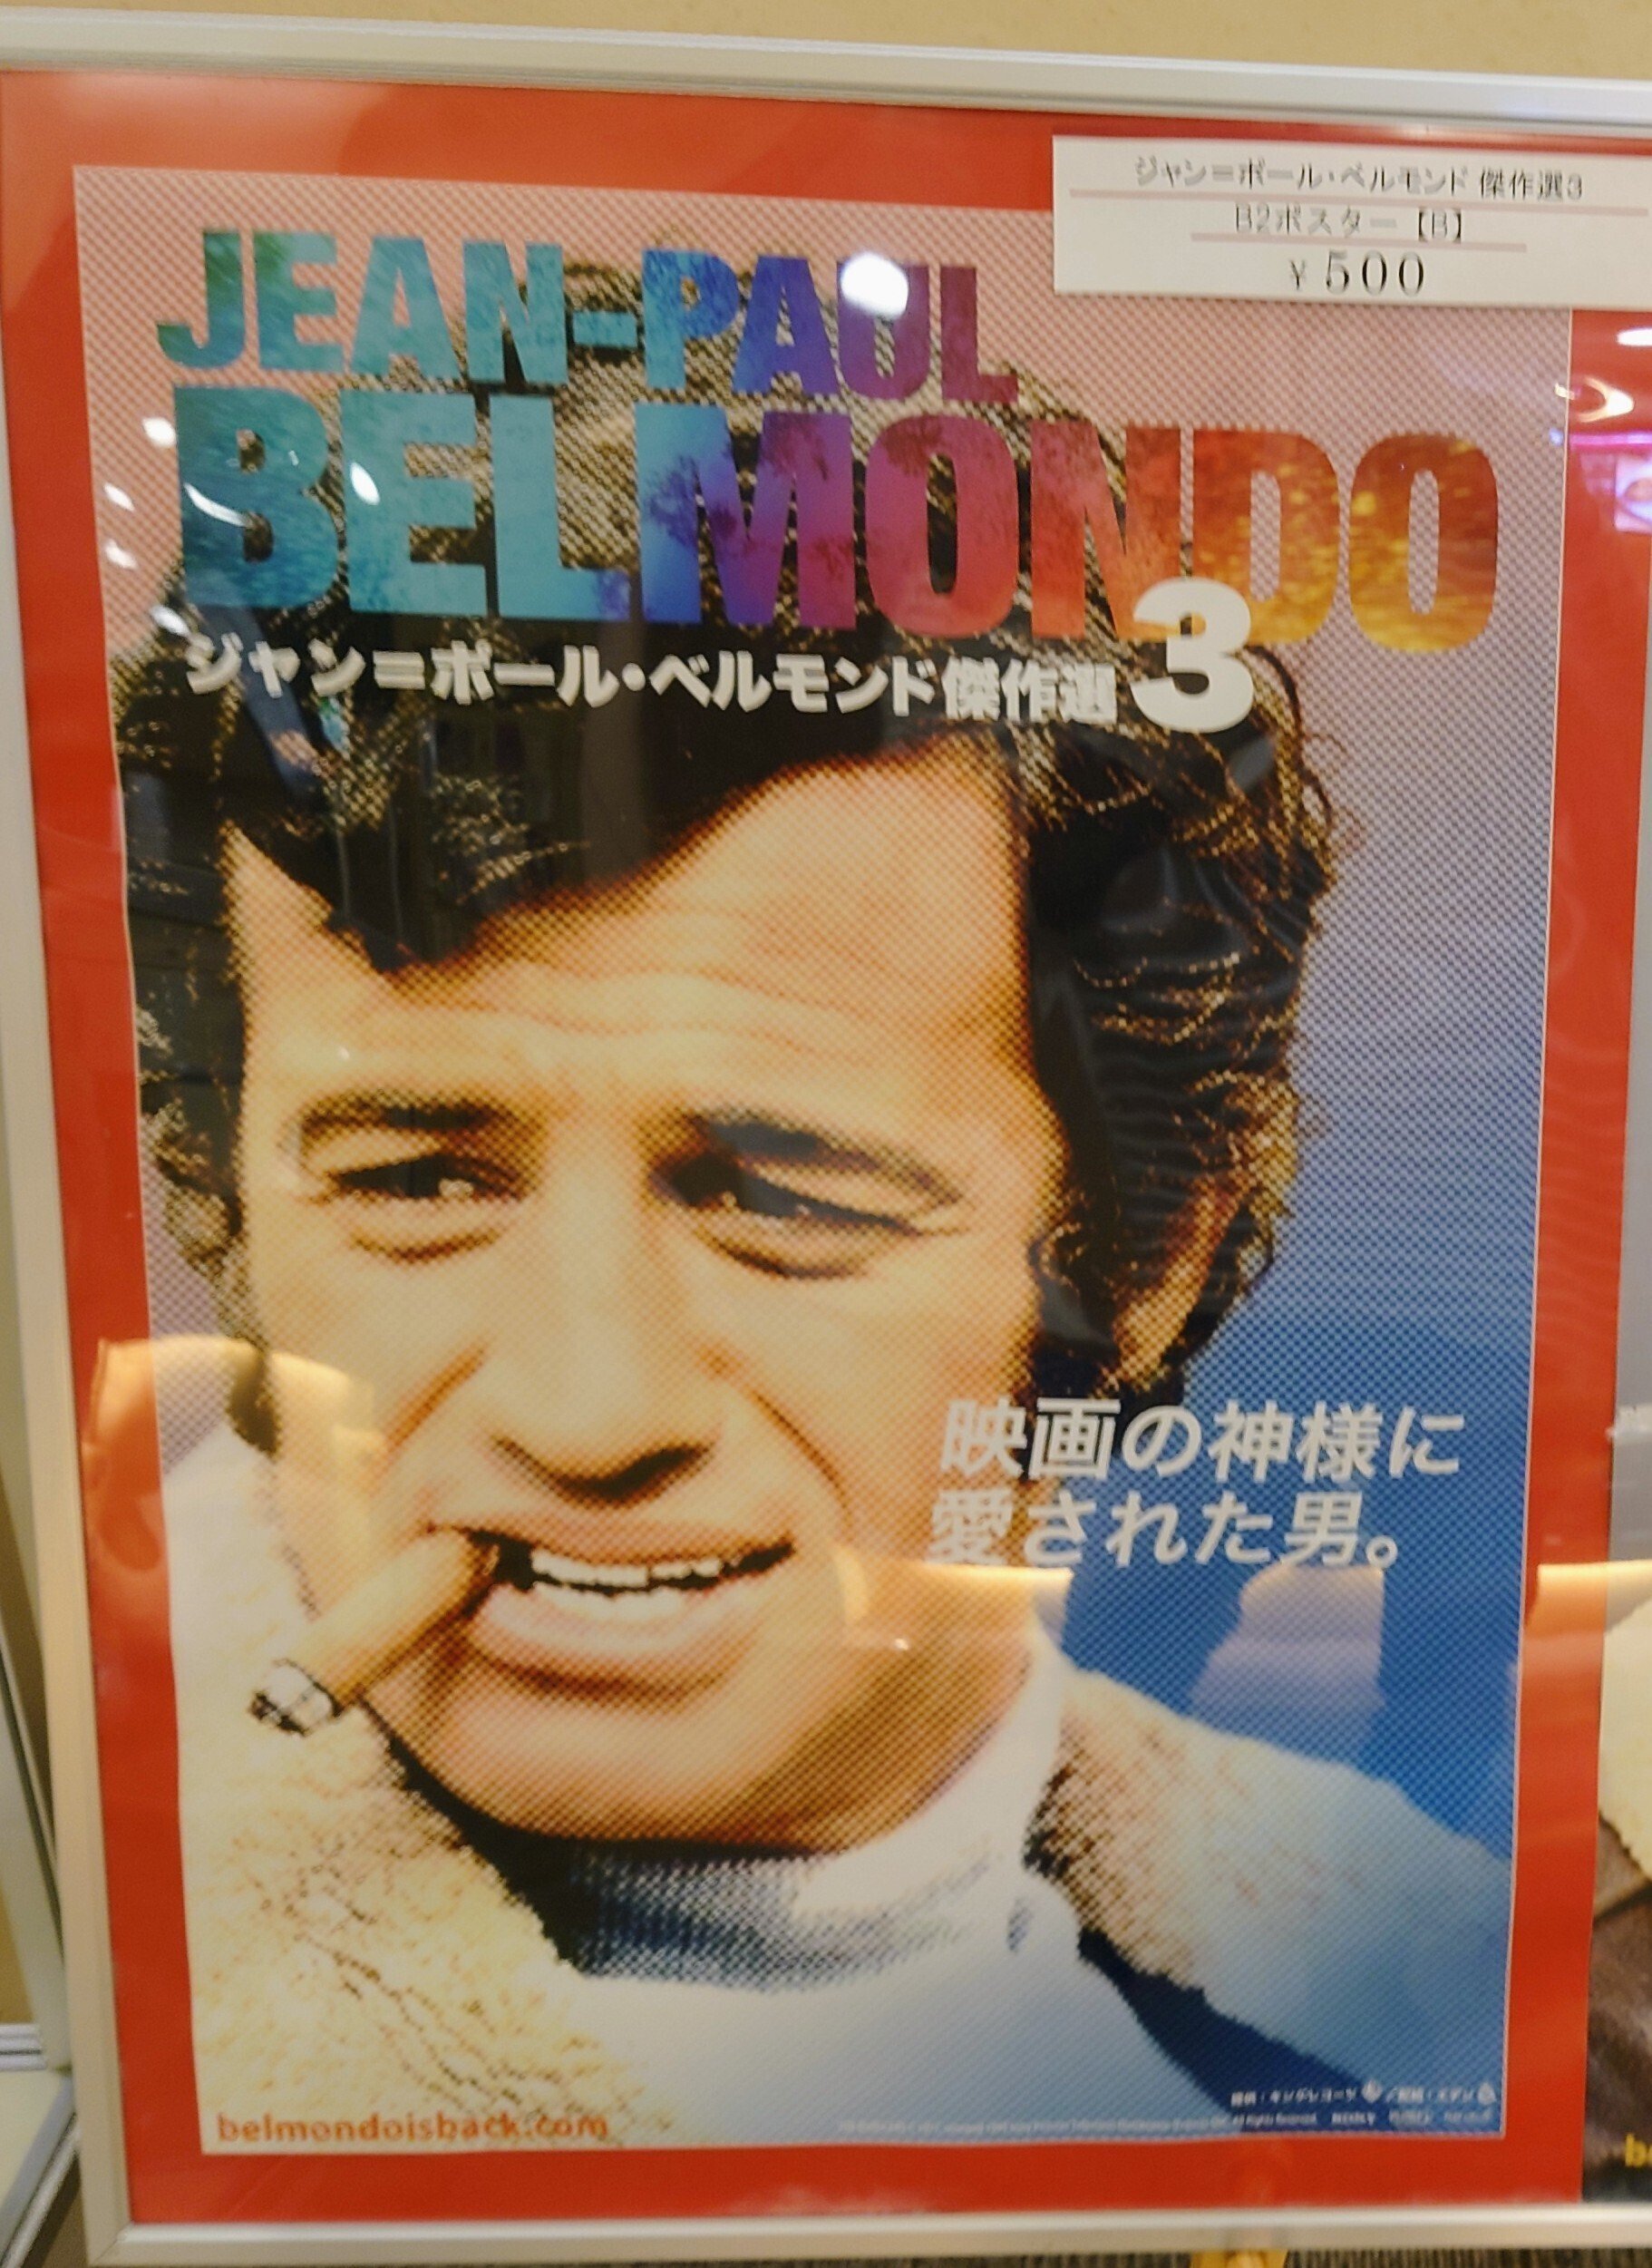 ジャン=ポール・ベルモンド 傑作選3
B2ポスター【B】
¥500
JEAN-PAUL
BELMONDO
ジャン=ポール・ベルモンド傑作選3
映画の神様に
愛された男。
belmondoisback.com